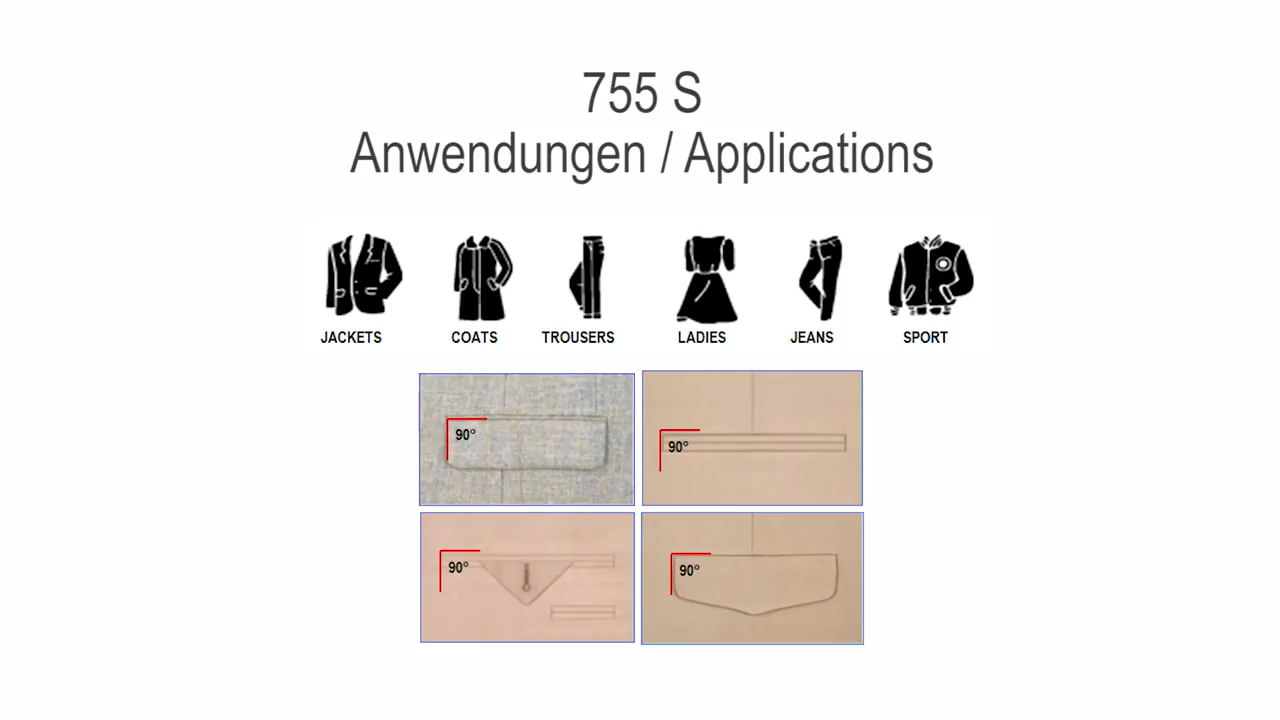 755 S
Anwendungen / Applications
JACKETS COATS TROUSERS LADIES JEANS SPORT
90° 90°
90° 90°